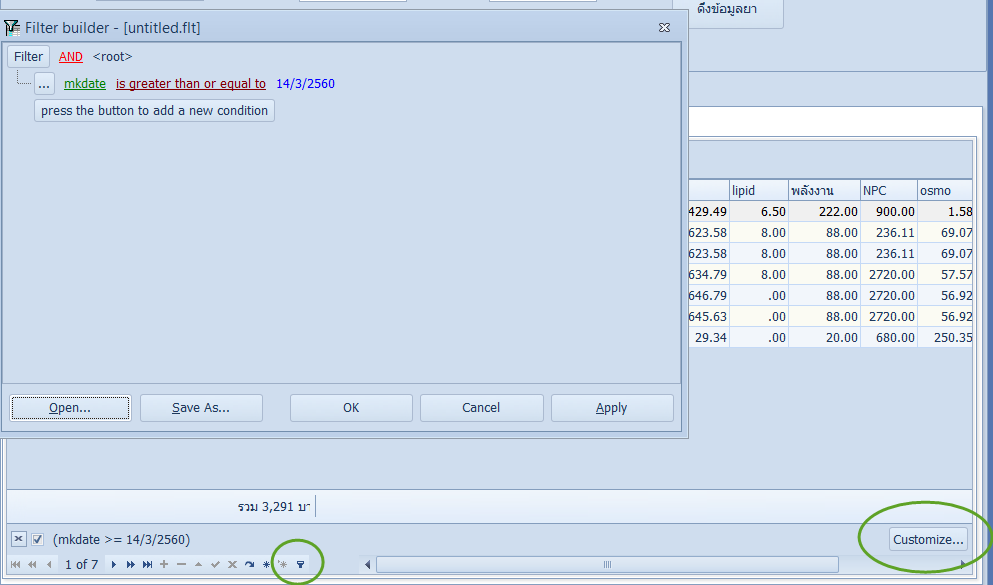 ดึงข้อมูลยา
Filter builder - [untitled.flt]
Filter AND <root>
... mkdate is greater than or equal to 14/3/2560
press the button to add a new condition
lipid พลังงาน NPC osmo
429.49 6.50 222.00 900.00 1.58
623.58 8.00 88.00 236.11 69.07
623.58 8.00 88.00 236.11 69.07
634.79 8.00 88.00 2720.00 57.57
646.79 .00 88.00 2720.00 56.92
645.63 .00 88.00 2720.00 56.92
29.34 .00 20.00 680.00 250.35
Open... Save As... OK Cancel Apply
รวม 3,291
(mkdate >= 14/3/2560) Customize...
1 of 7